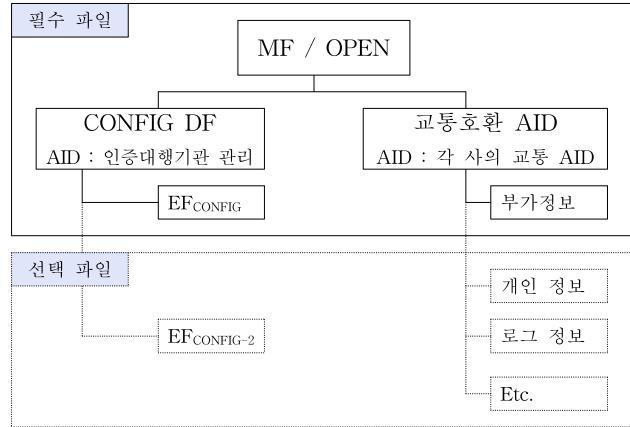 필수 파일
MF / OPEN
CONFIG DF
AID : 인증대행기관 관리
교통호환 AID
AID : 각 사의 교통 AID
EFCONFIG
부가정보
선택 파일
개인 정보
EFCONFIG-2
로그 정보
Etc.